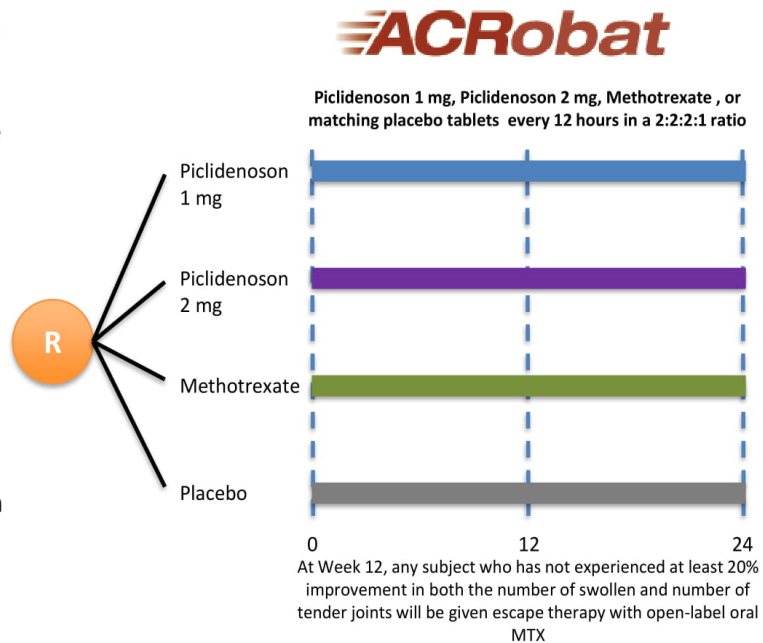 ACRobat
Piclidenoson 1 mg, Piclidenoson 2 mg, Methotrexate , or
matching placebo tablets every 12 hours in a 2:2:2:1 ratio
Piclidenoson
1 mg
Piclidenoson
2 mg
R
Methotrexate
Placebo
0 12 24
At Week 12, any subject who has not experienced at least 20%
improvement in both the number of swollen and number of
tender joints will be given escape therapy with open-label oral
MTX